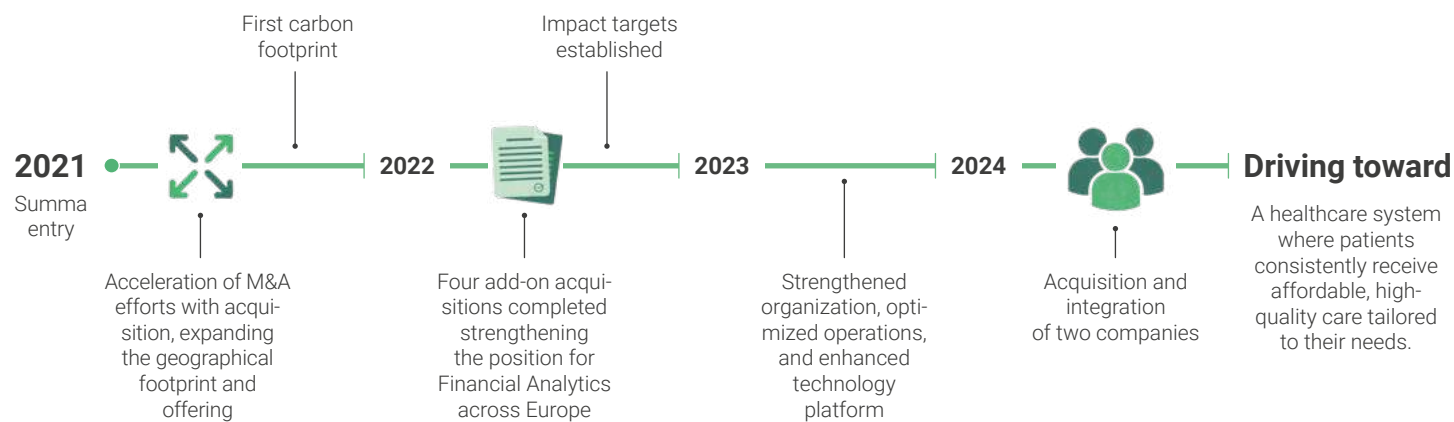 First carbon
footprint
Impact targets
established
2021
2022
2023
2024
Driving toward
Summa
entry
Acceleration of M&A
efforts with acqui-
sition, expanding
the geographical
footprint and
offering
Four add-on acqui-
sitions completed
strengthening
the position for
Financial Analytics
across Europe
Strengthened
organization, opti-
mized operations,
and enhanced
technology
platform
Acquisition and
integration
of two companies
A healthcare system
where patients
consistently receive
affordable, high-
quality care tailored
to their needs.